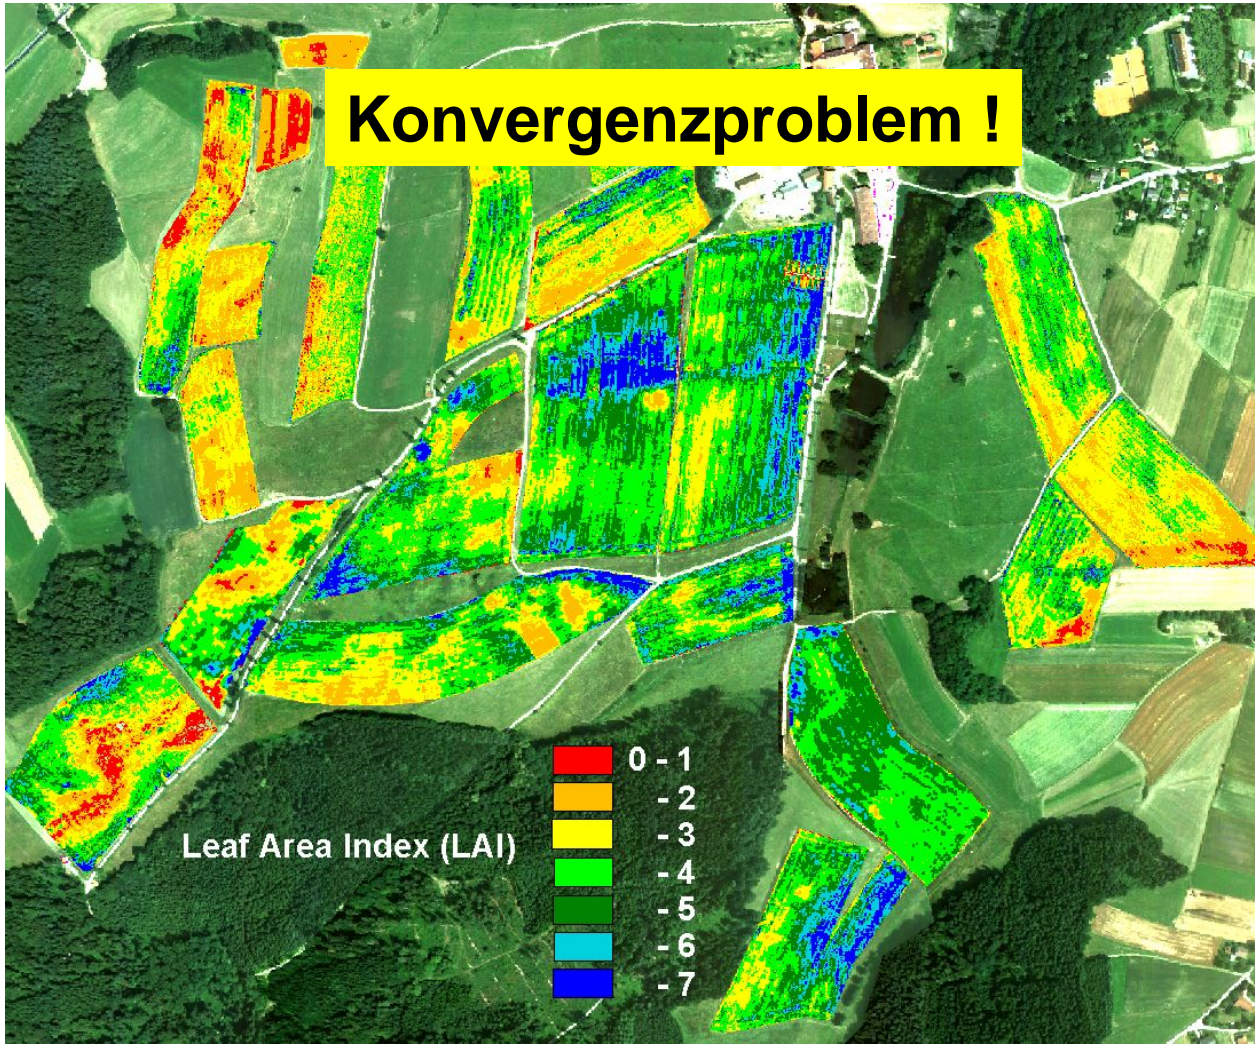 Konvergenzproblem !
Leaf Area Index (LAI)
0 - 1
- 2
- 3
- 4
- 5
- 6
- 7